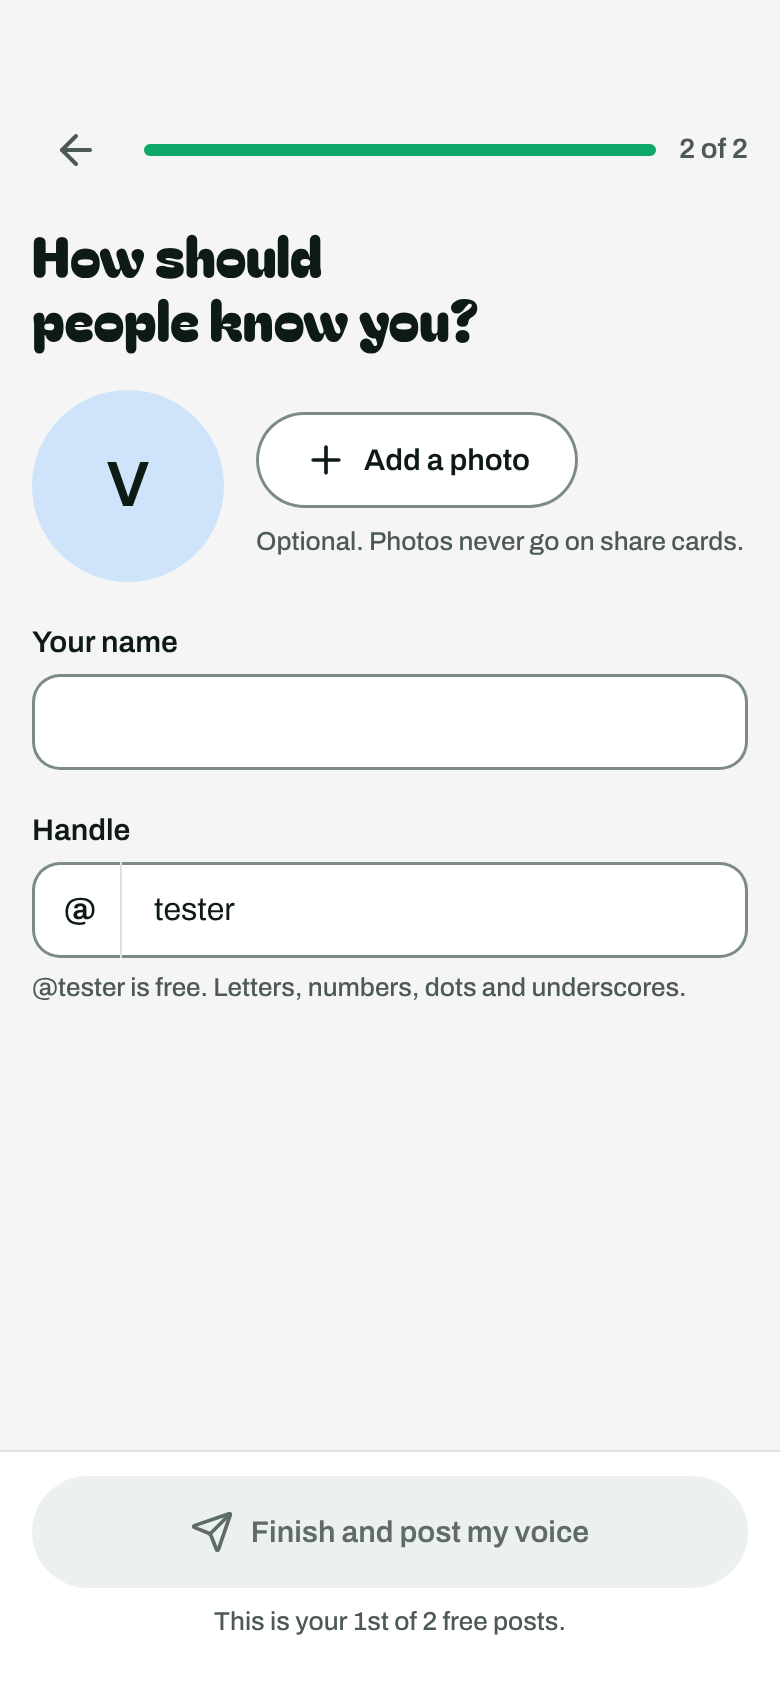 2 of 2
How should
people know you?
V
Add a photo
Optional. Photos never go on share cards.
Your name
Handle
@ tester
@tester is free. Letters, numbers, dots and underscores.
Finish and post my voice
This is your 1st of 2 free posts.